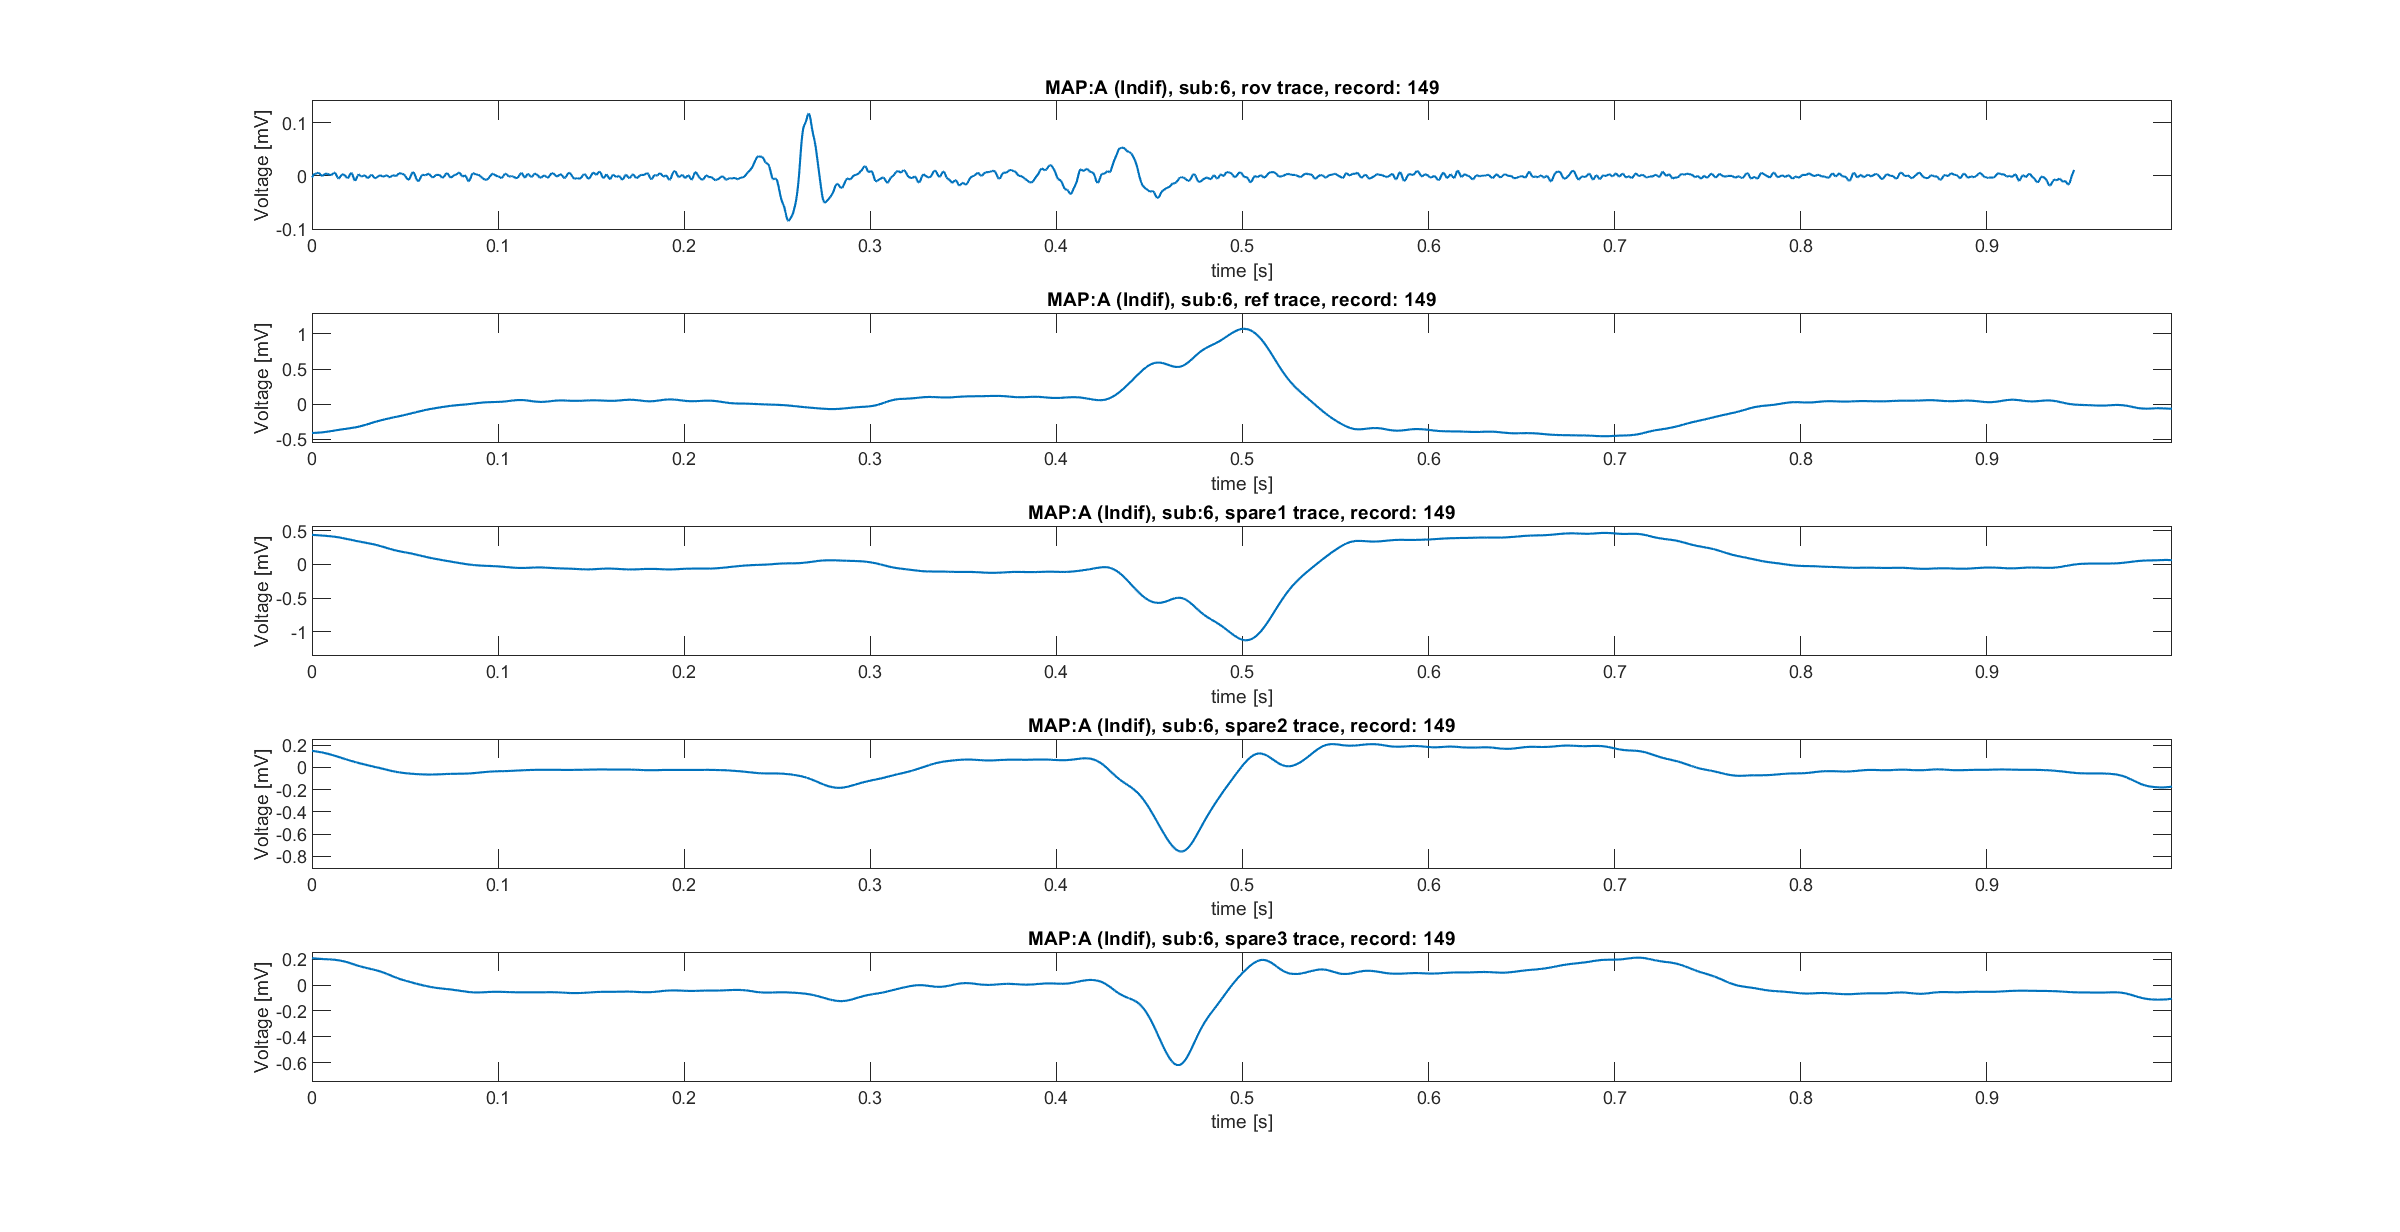 MAP:A (Indif), sub:6, rov trace, record: 149
Voltage [mV]
0.1
0
-0.1
0 0.1 0.2 0.3 0.4 0.5 0.6 0.7 0.8 0.9
time [s]
MAP:A (Indif), sub:6, ref trace, record: 149
Voltage [mV]
1
0.5
0
-0.5
0 0.1 0.2 0.3 0.4 0.5 0.6 0.7 0.8 0.9
time [s]
MAP:A (Indif), sub:6, spare1 trace, record: 149
Voltage [mV]
0.5
0
-0.5
-1
0 0.1 0.2 0.3 0.4 0.5 0.6 0.7 0.8 0.9
time [s]
MAP:A (Indif), sub:6, spare2 trace, record: 149
Voltage [mV]
0.2
0
-0.2
-0.4
-0.6
-0.8
0 0.1 0.2 0.3 0.4 0.5 0.6 0.7 0.8 0.9
time [s]
MAP:A (Indif), sub:6, spare3 trace, record: 149
Voltage [mV]
0.2
0
-0.2
-0.4
-0.6
0 0.1 0.2 0.3 0.4 0.5 0.6 0.7 0.8 0.9
time [s]